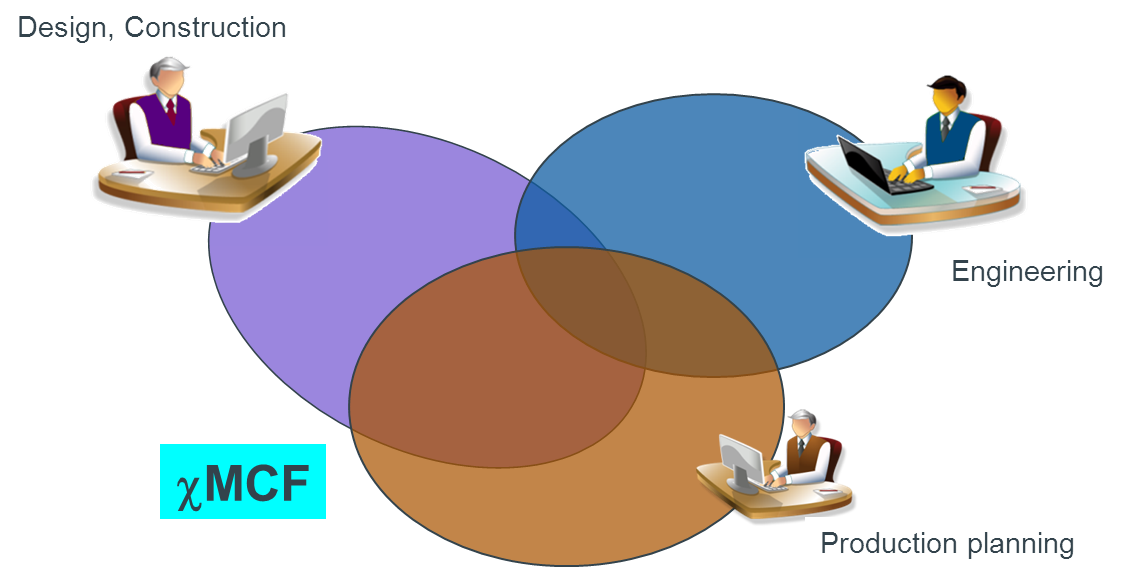 Design, Construction
Engineering
χMCF
Production planning